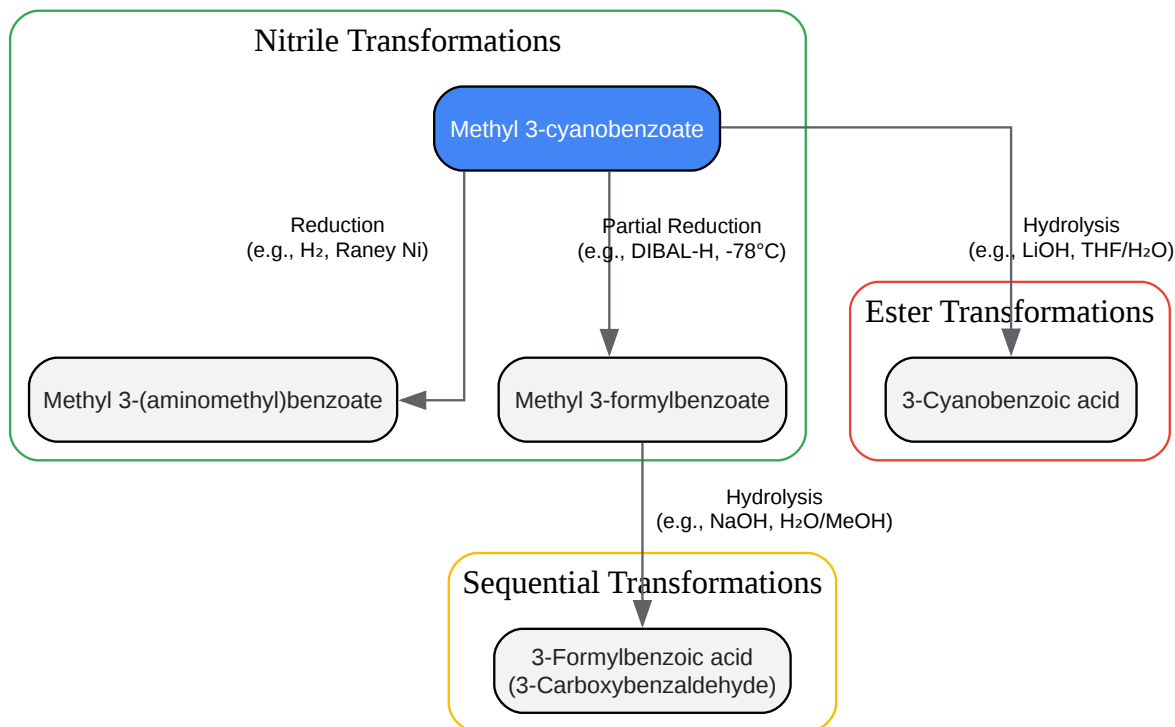 Nitrile Transformations
Methyl 3-cyanobenzoate
Reduction
(e.g., H₂, Raney Ni)
Partial Reduction
(e.g., DIBAL-H, -78°C)
Hydrolysis
(e.g., LiOH, THF/H₂O)
Ester Transformations
Methyl 3-(aminomethyl)benzoate
Methyl 3-formylbenzoate
3-Cyanobenzoic acid
Hydrolysis
(e.g., NaOH, H₂O/MeOH)
Sequential Transformations
3-Formylbenzoic acid
(3-Carboxybenzaldehyde)